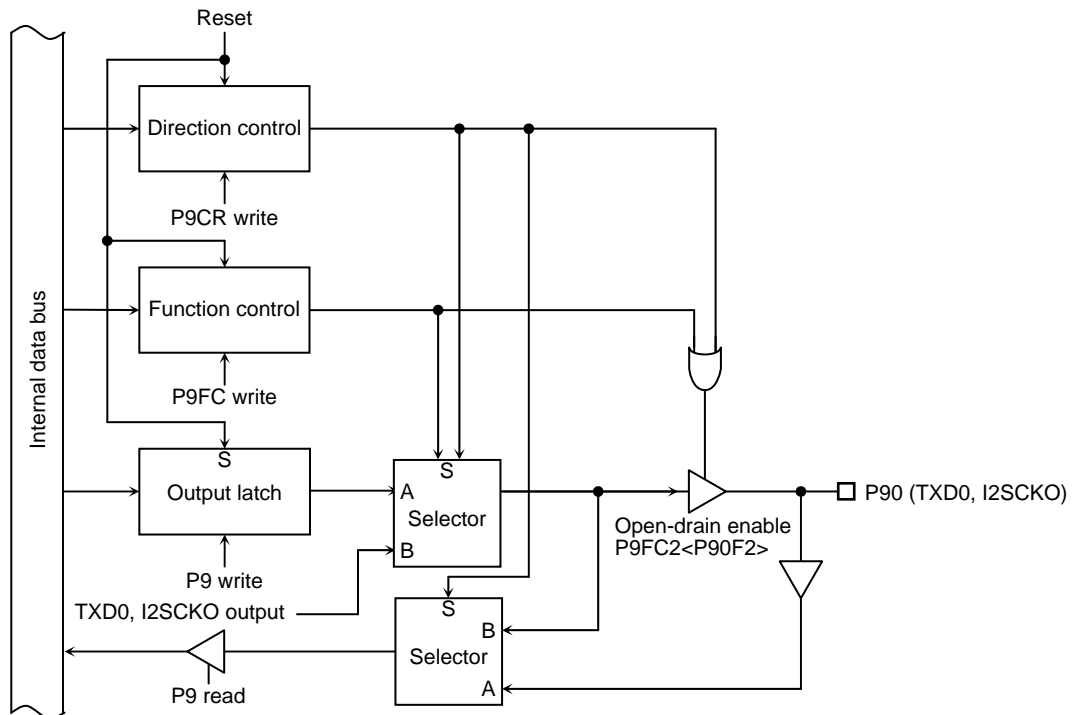 Reset
Direction control
P9CR write
Internal data bus
Function control
P9FC write
S
Output latch
P9 write
S
A
Selector
B
P90 (TXD0, I2SCKO)
Open-drain enable
P9FC2<P90F2>
TXD0, I2SCKO output
S
B
Selector
A
P9 read